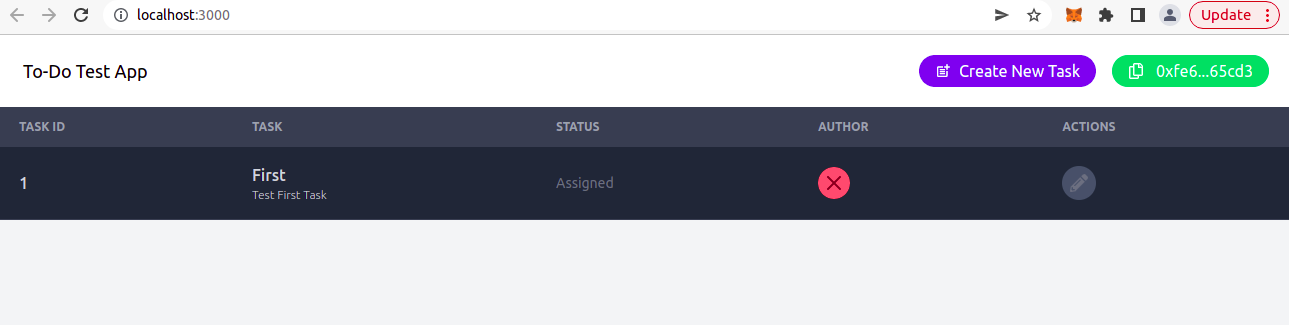 localhost:3000
Update
To-Do Test App
Create New Task
0xfe6...65cd3
TASK ID TASK STATUS AUTHOR ACTIONS
1 First Assigned
Test First Task